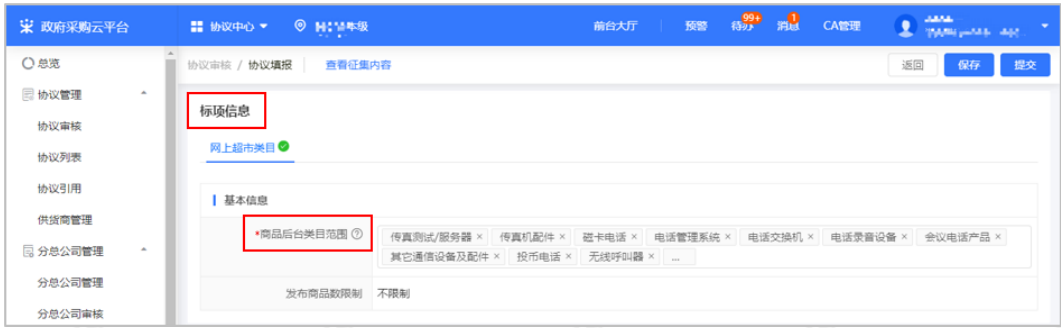 政府采购云平台
协议中心
年级
前台大厅
预警
待办
99+
消息
1
CA管理
总览
协议审核 / 协议填报
查看征集内容
返回
保存
提交
协议管理
协议审核
协议列表
协议引用
供货商管理
分总公司管理
分总公司管理
分总公司审核
标项信息
网上超市类目
基本信息
*商品后台类目范围
传真测试/服务器 × 传真机配件 × 磁卡电话 × 电话管理系统 × 电话交换机 × 电话录音设备 × 会议电话产品 ×
其它通信设备及配件 × 投币电话 × 无线呼叫器 × ...
发布商品数限制 不限制